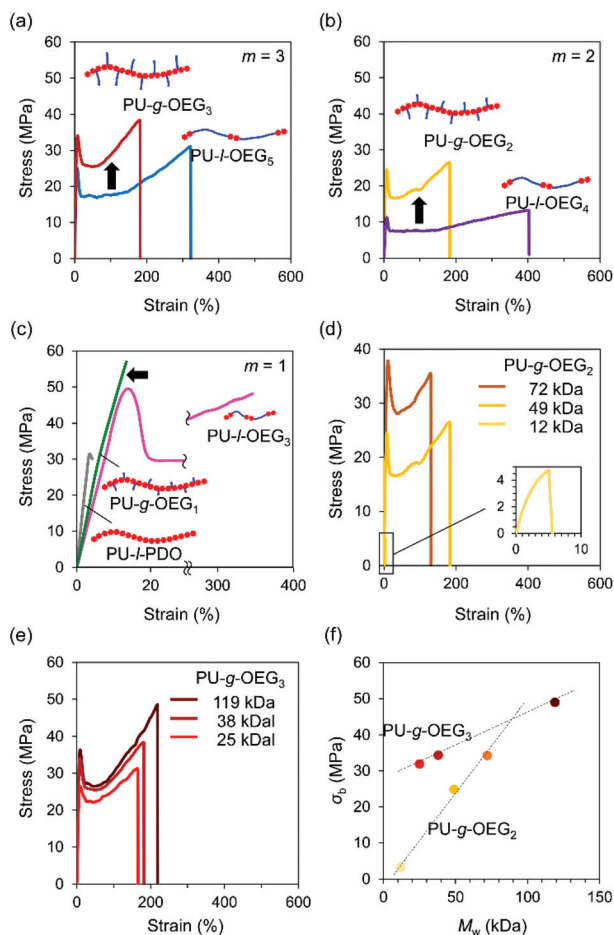 (a)
60
50
40
30
20
10
0
Stress (MPa)
m = 3
PU-g-OEG₃
PU-l-OEG₅
0 200 400 600
Strain (%)
(b)
60
50
40
30
20
10
0
Stress (MPa)
m = 2
PU-g-OEG₂
PU-l-OEG₄
0 200 400 600
Strain (%)
(c)
60
50
40
30
20
10
0
Stress (MPa)
m = 1
PU-l-OEG₃
PU-g-OEG₁
PU-l-PDO
0 20 200 400
Strain (%)
(d)
40
30
20
10
0
Stress (MPa)
PU-g-OEG₂
72 kDa
49 kDa
12 kDa
4
2
0
0 10
0 200 400 600
Strain (%)
(e)
60
50
40
30
20
10
0
Stress (MPa)
PU-g-OEG₃
119 kDa
38 kDal
25 kDal
0 200 400 600
Strain (%)
(f)
60
50
40
30
20
10
0
σb (MPa)
PU-g-OEG₃
PU-g-OEG₂
0 50 100 150
Mw (kDa)